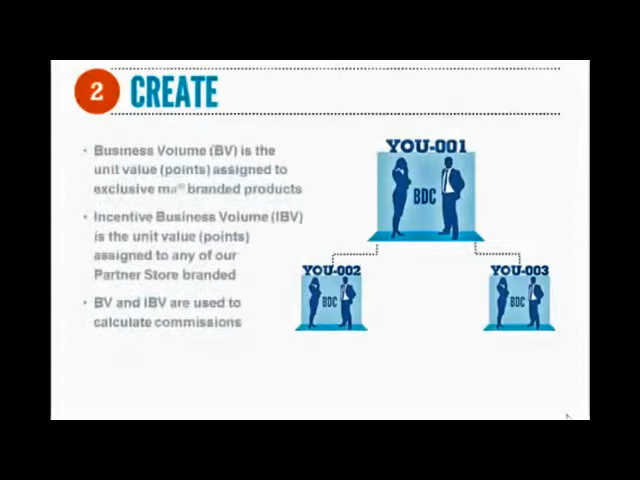 2 CREATE
• Business Volume (BV) is the
unit value (points) assigned to
exclusive ma® branded products
• Incentive Business Volume (IBV)
is the unit value (points)
assigned to any of our
Partner Store branded
• BV and IBV are used to
calculate commissions
YOU-001
BDC
YOU-002
BDC
YOU-003
BDC